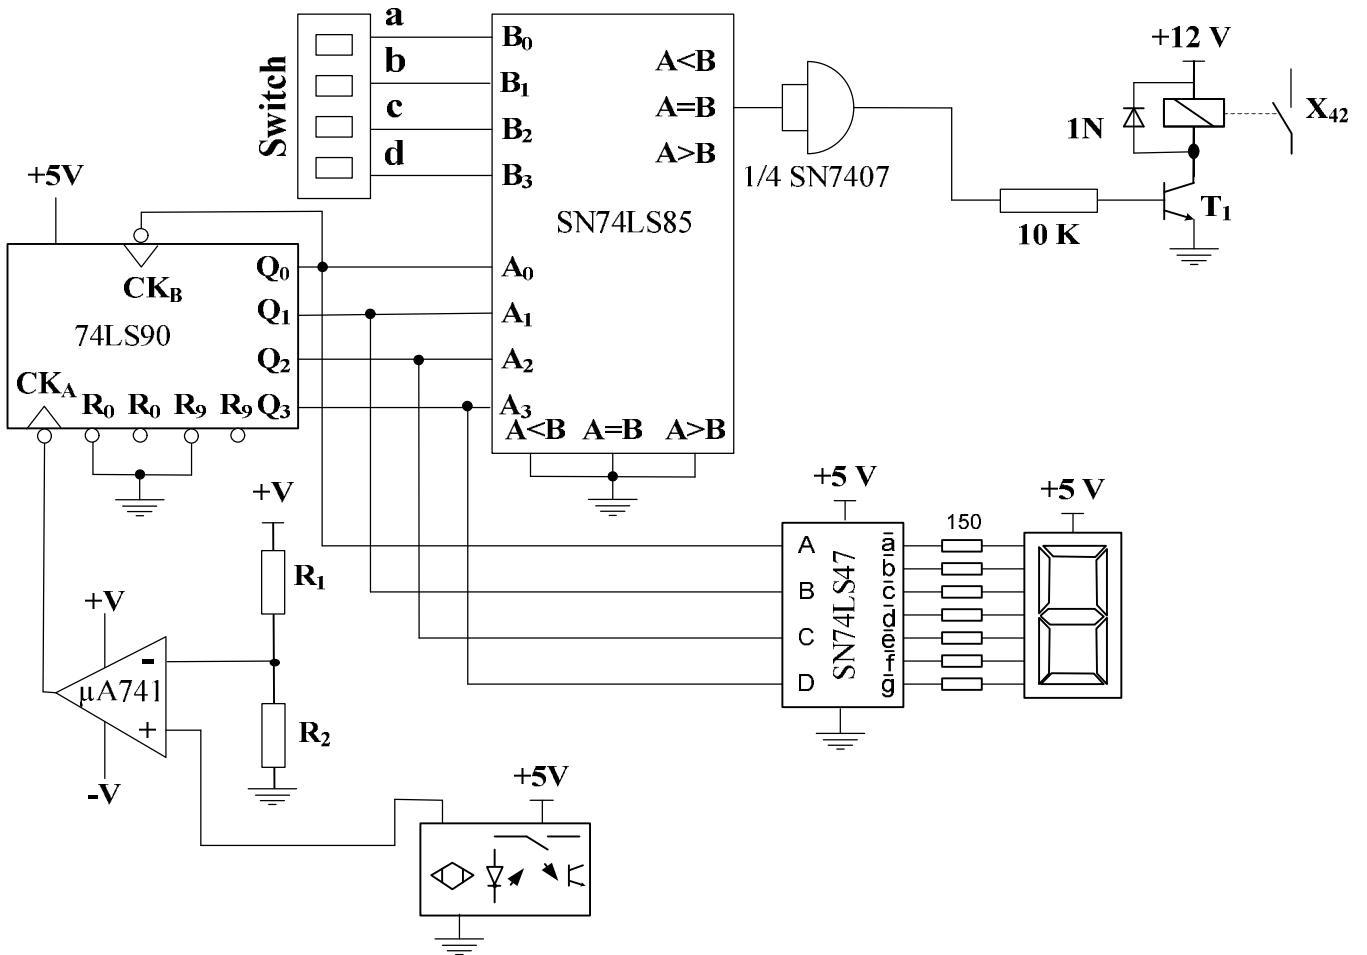 Switch
a
b
c
d
B0
B1
B2
B3
A<B
A=B
A>B
SN74LS85
A0
A1
A2
A3
A<B A=B A>B
1/4 SN7407
10 K
+12 V
1N
T1
X42
+5V
CKB
74LS90
CKA
Q0
Q1
Q2
Q3
R0 R0 R9 R9
+V
R1
R2
+V
-
µA741
+
-V
+5V
+5 V
A
B
C
D
SN74LS47
a
b
c
d
e
f
g
150
+5 V